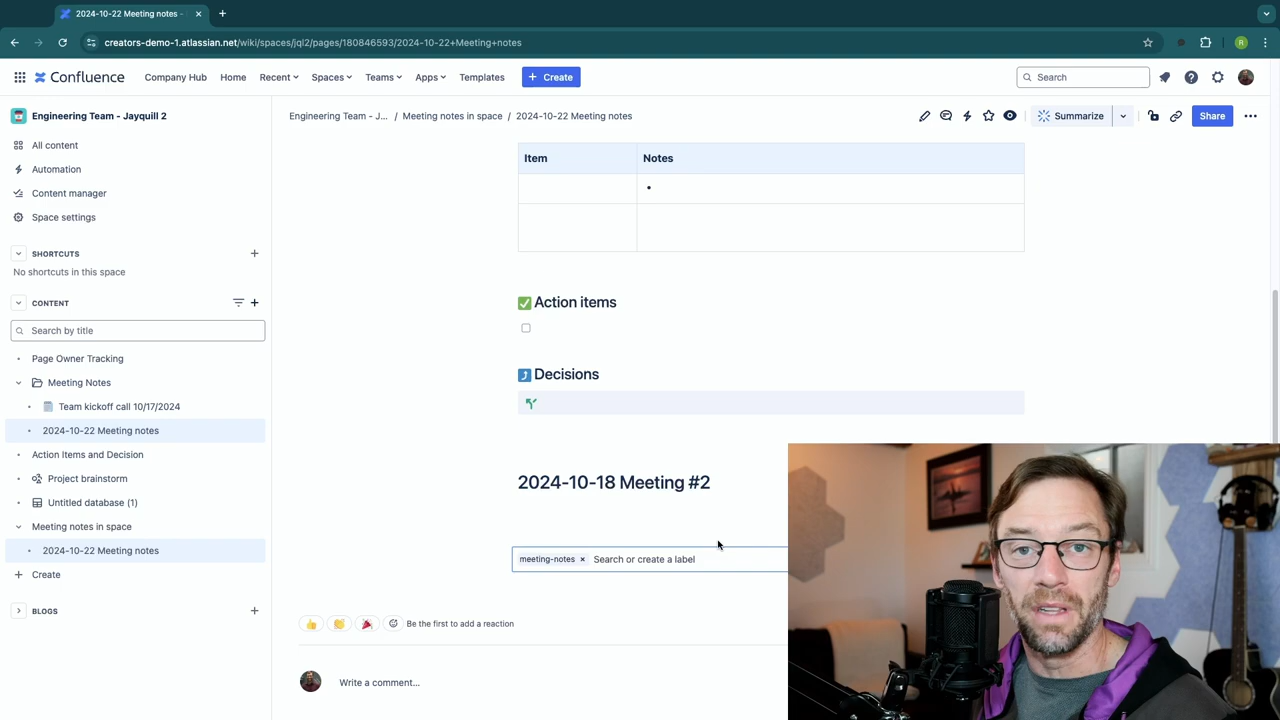 2024-10-22 Meeting notes -
creators-demo-1.atlassian.net/wiki/spaces/jql2/pages/180846593/2024-10-22+Meeting+notes
R
Confluence
Company Hub
Home
Recent
Spaces
Teams
Apps
Templates
+ Create
Search
Engineering Team - Jayquill 2
Engineering Team - J... / Meeting notes in space / 2024-10-22 Meeting notes
Summarize
Share
All content
Automation
Content manager
Space settings
SHORTCUTS
No shortcuts in this space
CONTENT
Search by title
Page Owner Tracking
Meeting Notes
Team kickoff call 10/17/2024
2024-10-22 Meeting notes
Action Items and Decision
Project brainstorm
Untitled database (1)
Meeting notes in space
2024-10-22 Meeting notes
Create
BLOGS
Item
Notes
•
Action items
Decisions
2024-10-18 Meeting #2
meeting-notes ×
Search or create a label
Be the first to add a reaction
Write a comment...